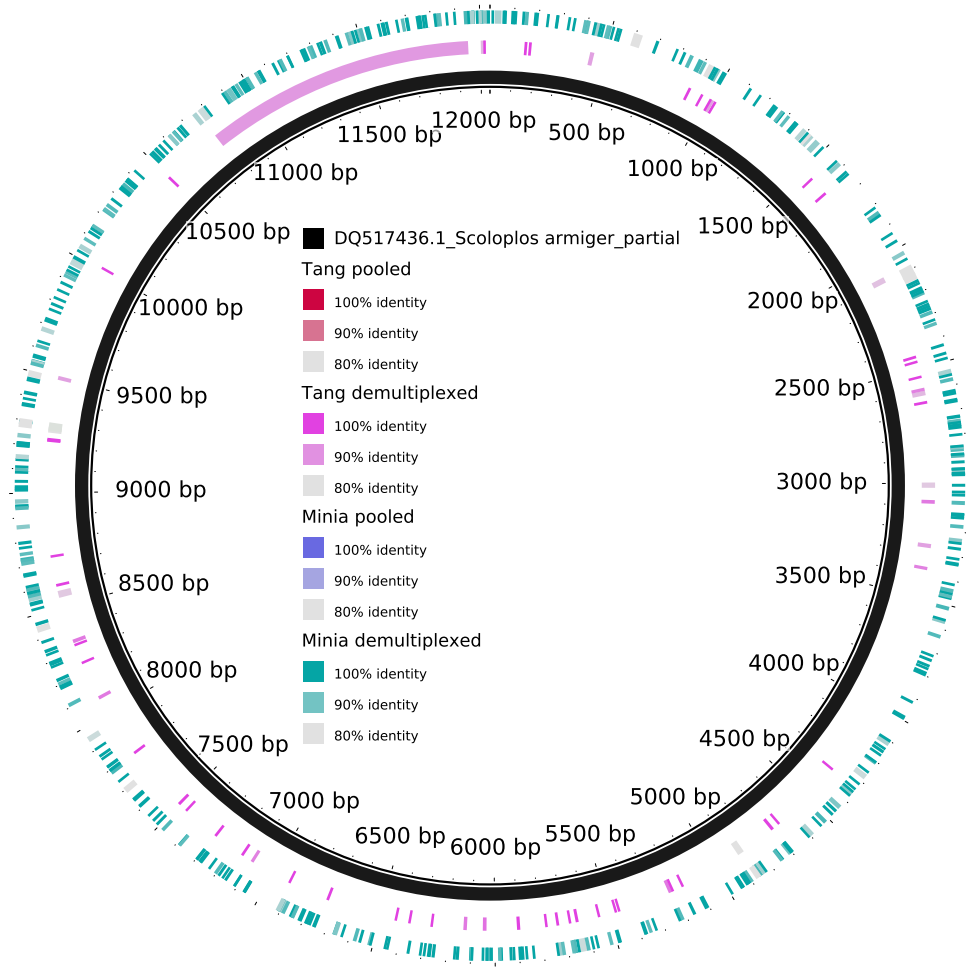 12000 bp
500 bp
1000 bp
1500 bp
2000 bp
2500 bp
3000 bp
3500 bp
4000 bp
4500 bp
5000 bp
5500 bp
6000 bp
6500 bp
7000 bp
7500 bp
8000 bp
8500 bp
9000 bp
9500 bp
10000 bp
10500 bp
11000 bp
11500 bp
DQ517436.1_Scoloplos armiger_partial
Tang pooled
100% identity
90% identity
80% identity
Tang demultiplexed
100% identity
90% identity
80% identity
Minia pooled
100% identity
90% identity
80% identity
Minia demultiplexed
100% identity
90% identity
80% identity